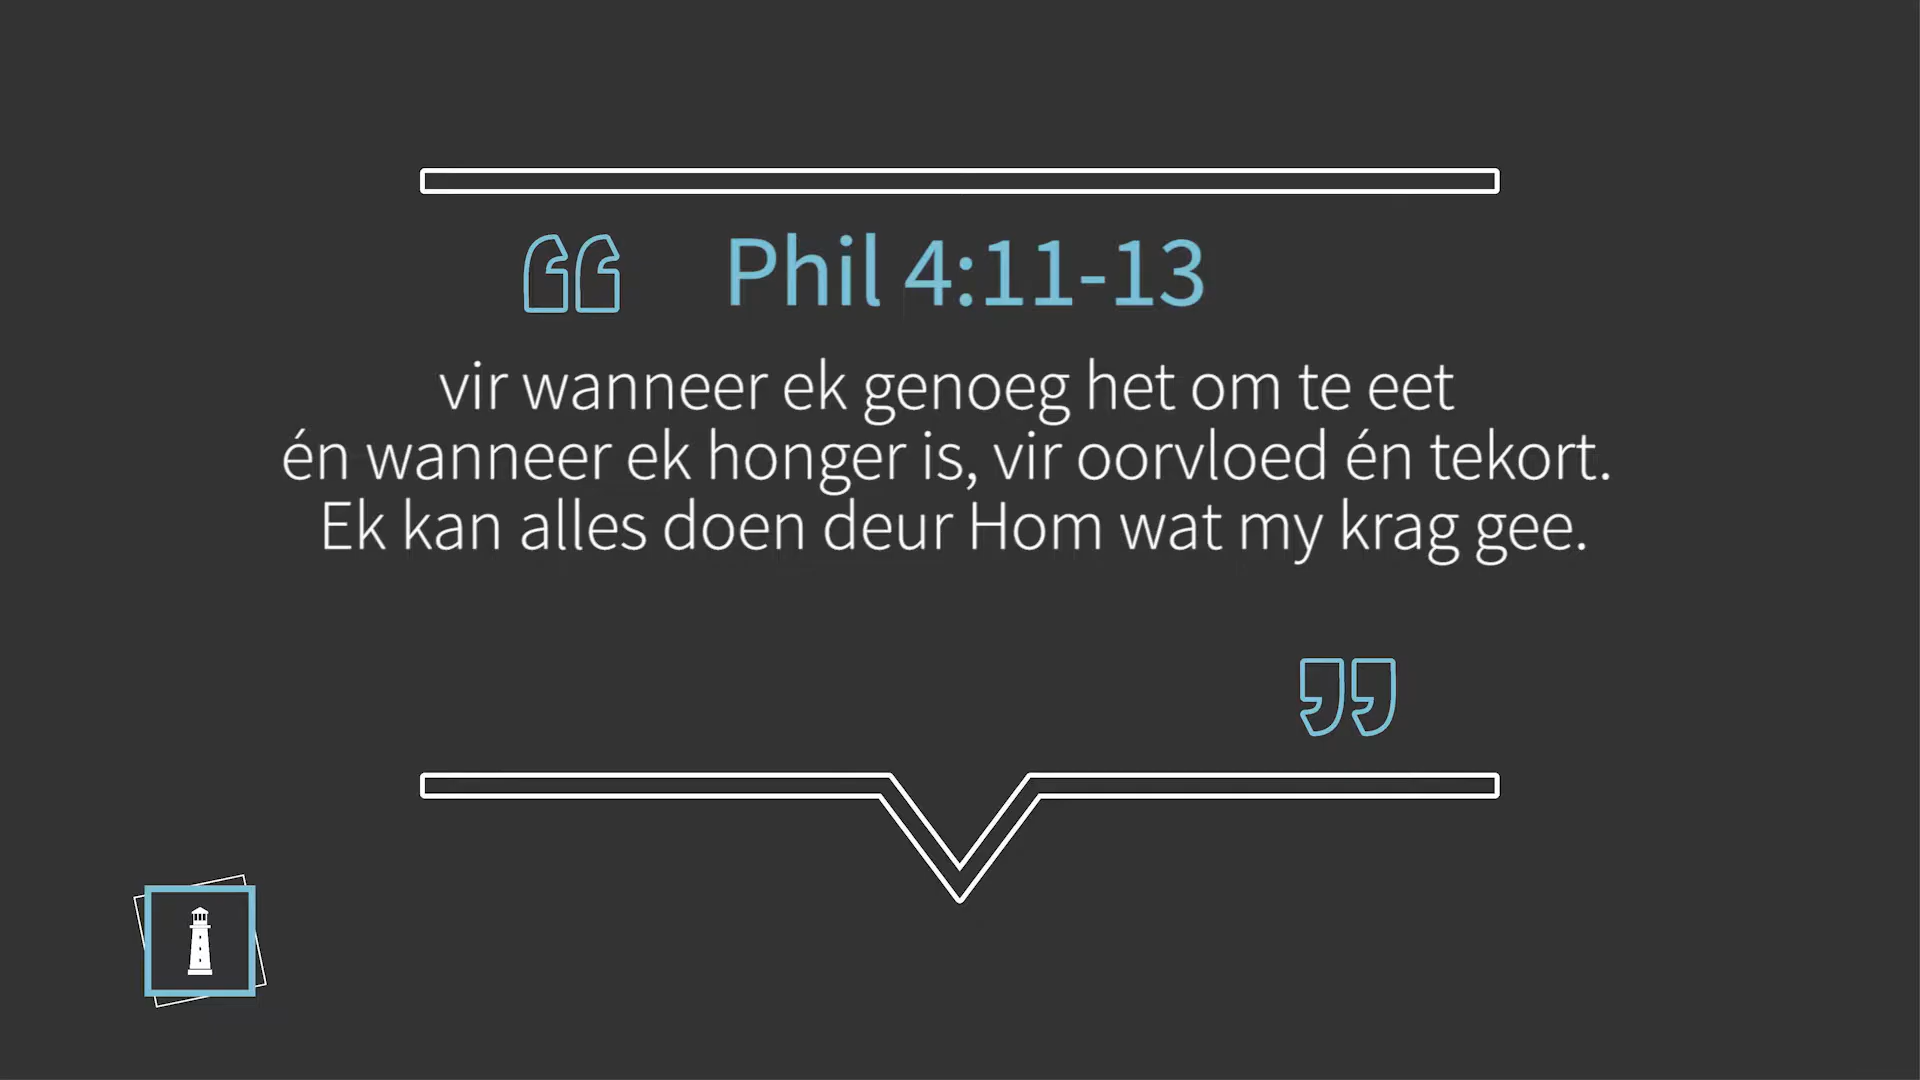 Phil 4:11-13
vir wanneer ek genoeg het om te eet
én wanneer ek honger is, vir oorvloed én tekort.
Ek kan alles doen deur Hom wat my krag gee.